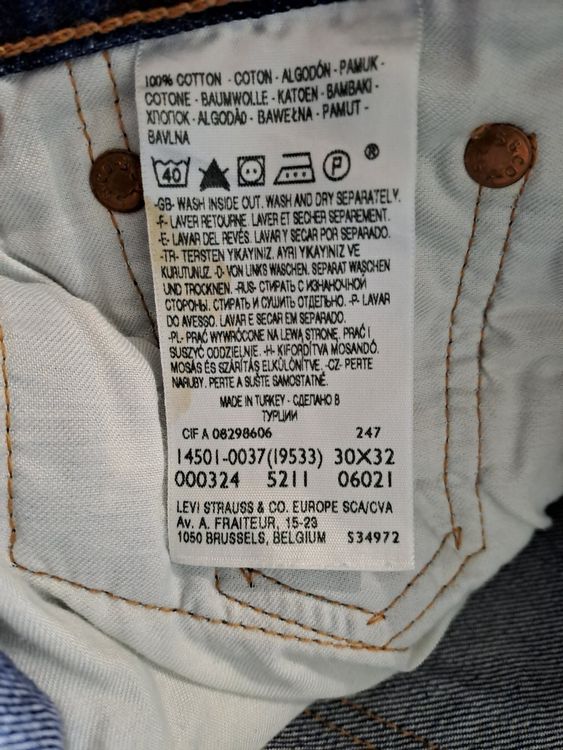 100% COTTON - COTON - ALGODÓN - PAMUK -
COTONE - BAUMWOLLE - KATOEN - BAMBAKI -
ХЛОПОК - ALGODÃO - BAWEŁNA - PAMUT -
BAVLNA
40 P ®
-GB- WASH INSIDE OUT. WASH AND DRY SEPARATELY.
-F- LAVER RETOURNE. LAVER ET SECHER SEPAREMENT.
-E- LAVAR DEL REVÉS. LAVAR Y SECAR POR SEPARADO.
-TR- TERSTEN YIKAYINIZ. AYRI YIKAYINIZ VE
KURUTUNUZ. -D- VON LINKS WASCHEN. SEPARAT WASCHEN
UND TROCKNEN. -RUS- СТИРАТЬ С ИЗНАНОЧНОЙ
СТОРОНЫ. СТИРАТЬ И СУШИТЬ ОТДЕЛЬНО. -P- LAVAR
DO AVESSO. LAVAR E SECAR EM SEPARADO.
-PL- PRAĆ WYWRÓCONE NA LEWĄ STRONĘ. PRAĆ I
SUSZYĆ ODDZIELNIE. -H- KIFORDÍTVA MOSANDÓ.
MOSÁS ÉS SZÁRÍTÁS ELKÜLÖNÍTVE. -CZ- PERTE
NARUBY. PERTE A SUŠTE SAMOSTATNĚ.
MADE IN TURKEY - СДЕЛАНО В
ТУРЦИИ
CIF A 08298606 247
14501-0037(19533) 30X32
000324 5211 06021
LEVI STRAUSS & CO. EUROPE SCA/CVA
Av. A. FRAITEUR, 15-23
1050 BRUSSELS, BELGIUM S34972